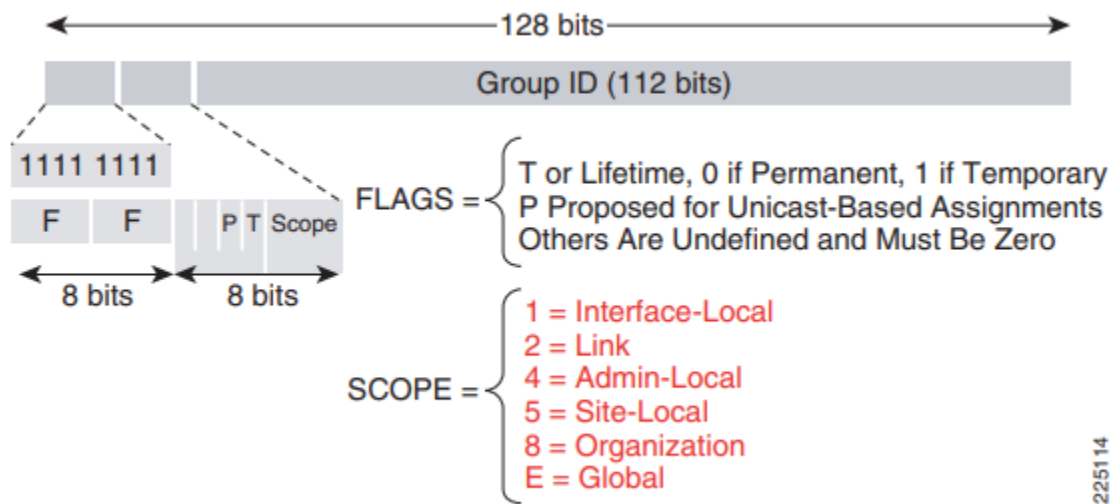 128 bits
Group ID (112 bits)
1111 1111
F F P T Scope
8 bits 8 bits
FLAGS =
T or Lifetime, 0 if Permanent, 1 if Temporary
P Proposed for Unicast-Based Assignments
Others Are Undefined and Must Be Zero
SCOPE =
1 = Interface-Local
2 = Link
4 = Admin-Local
5 = Site-Local
8 = Organization
E = Global
225114